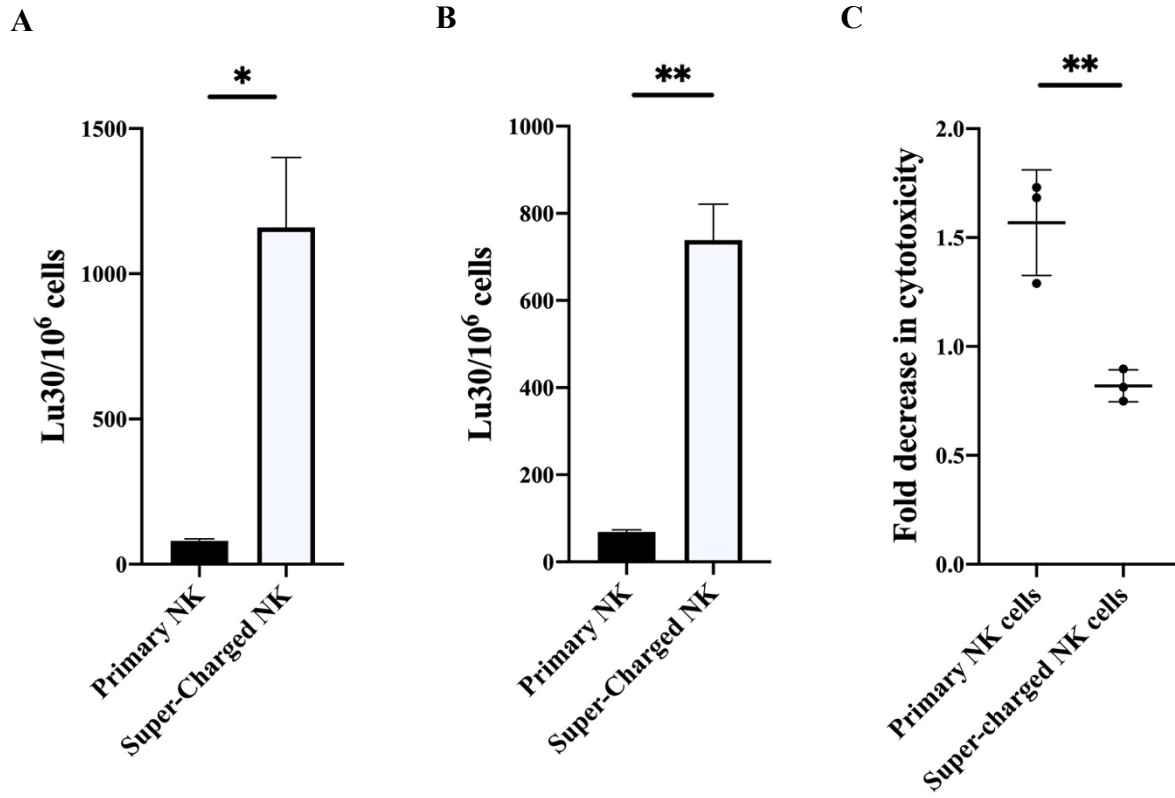 A
*
Lu30/10⁶ cells
1500
1000
500
0
Primary NK
Super-Charged NK
B
**
Lu30/10⁶ cells
1000
800
600
400
200
0
Primary NK
Super-Charged NK
C
**
Fold decrease in cytotoxicity
2.0
1.5
1.0
0.5
0.0
Primary NK cells
Super-charged NK cells